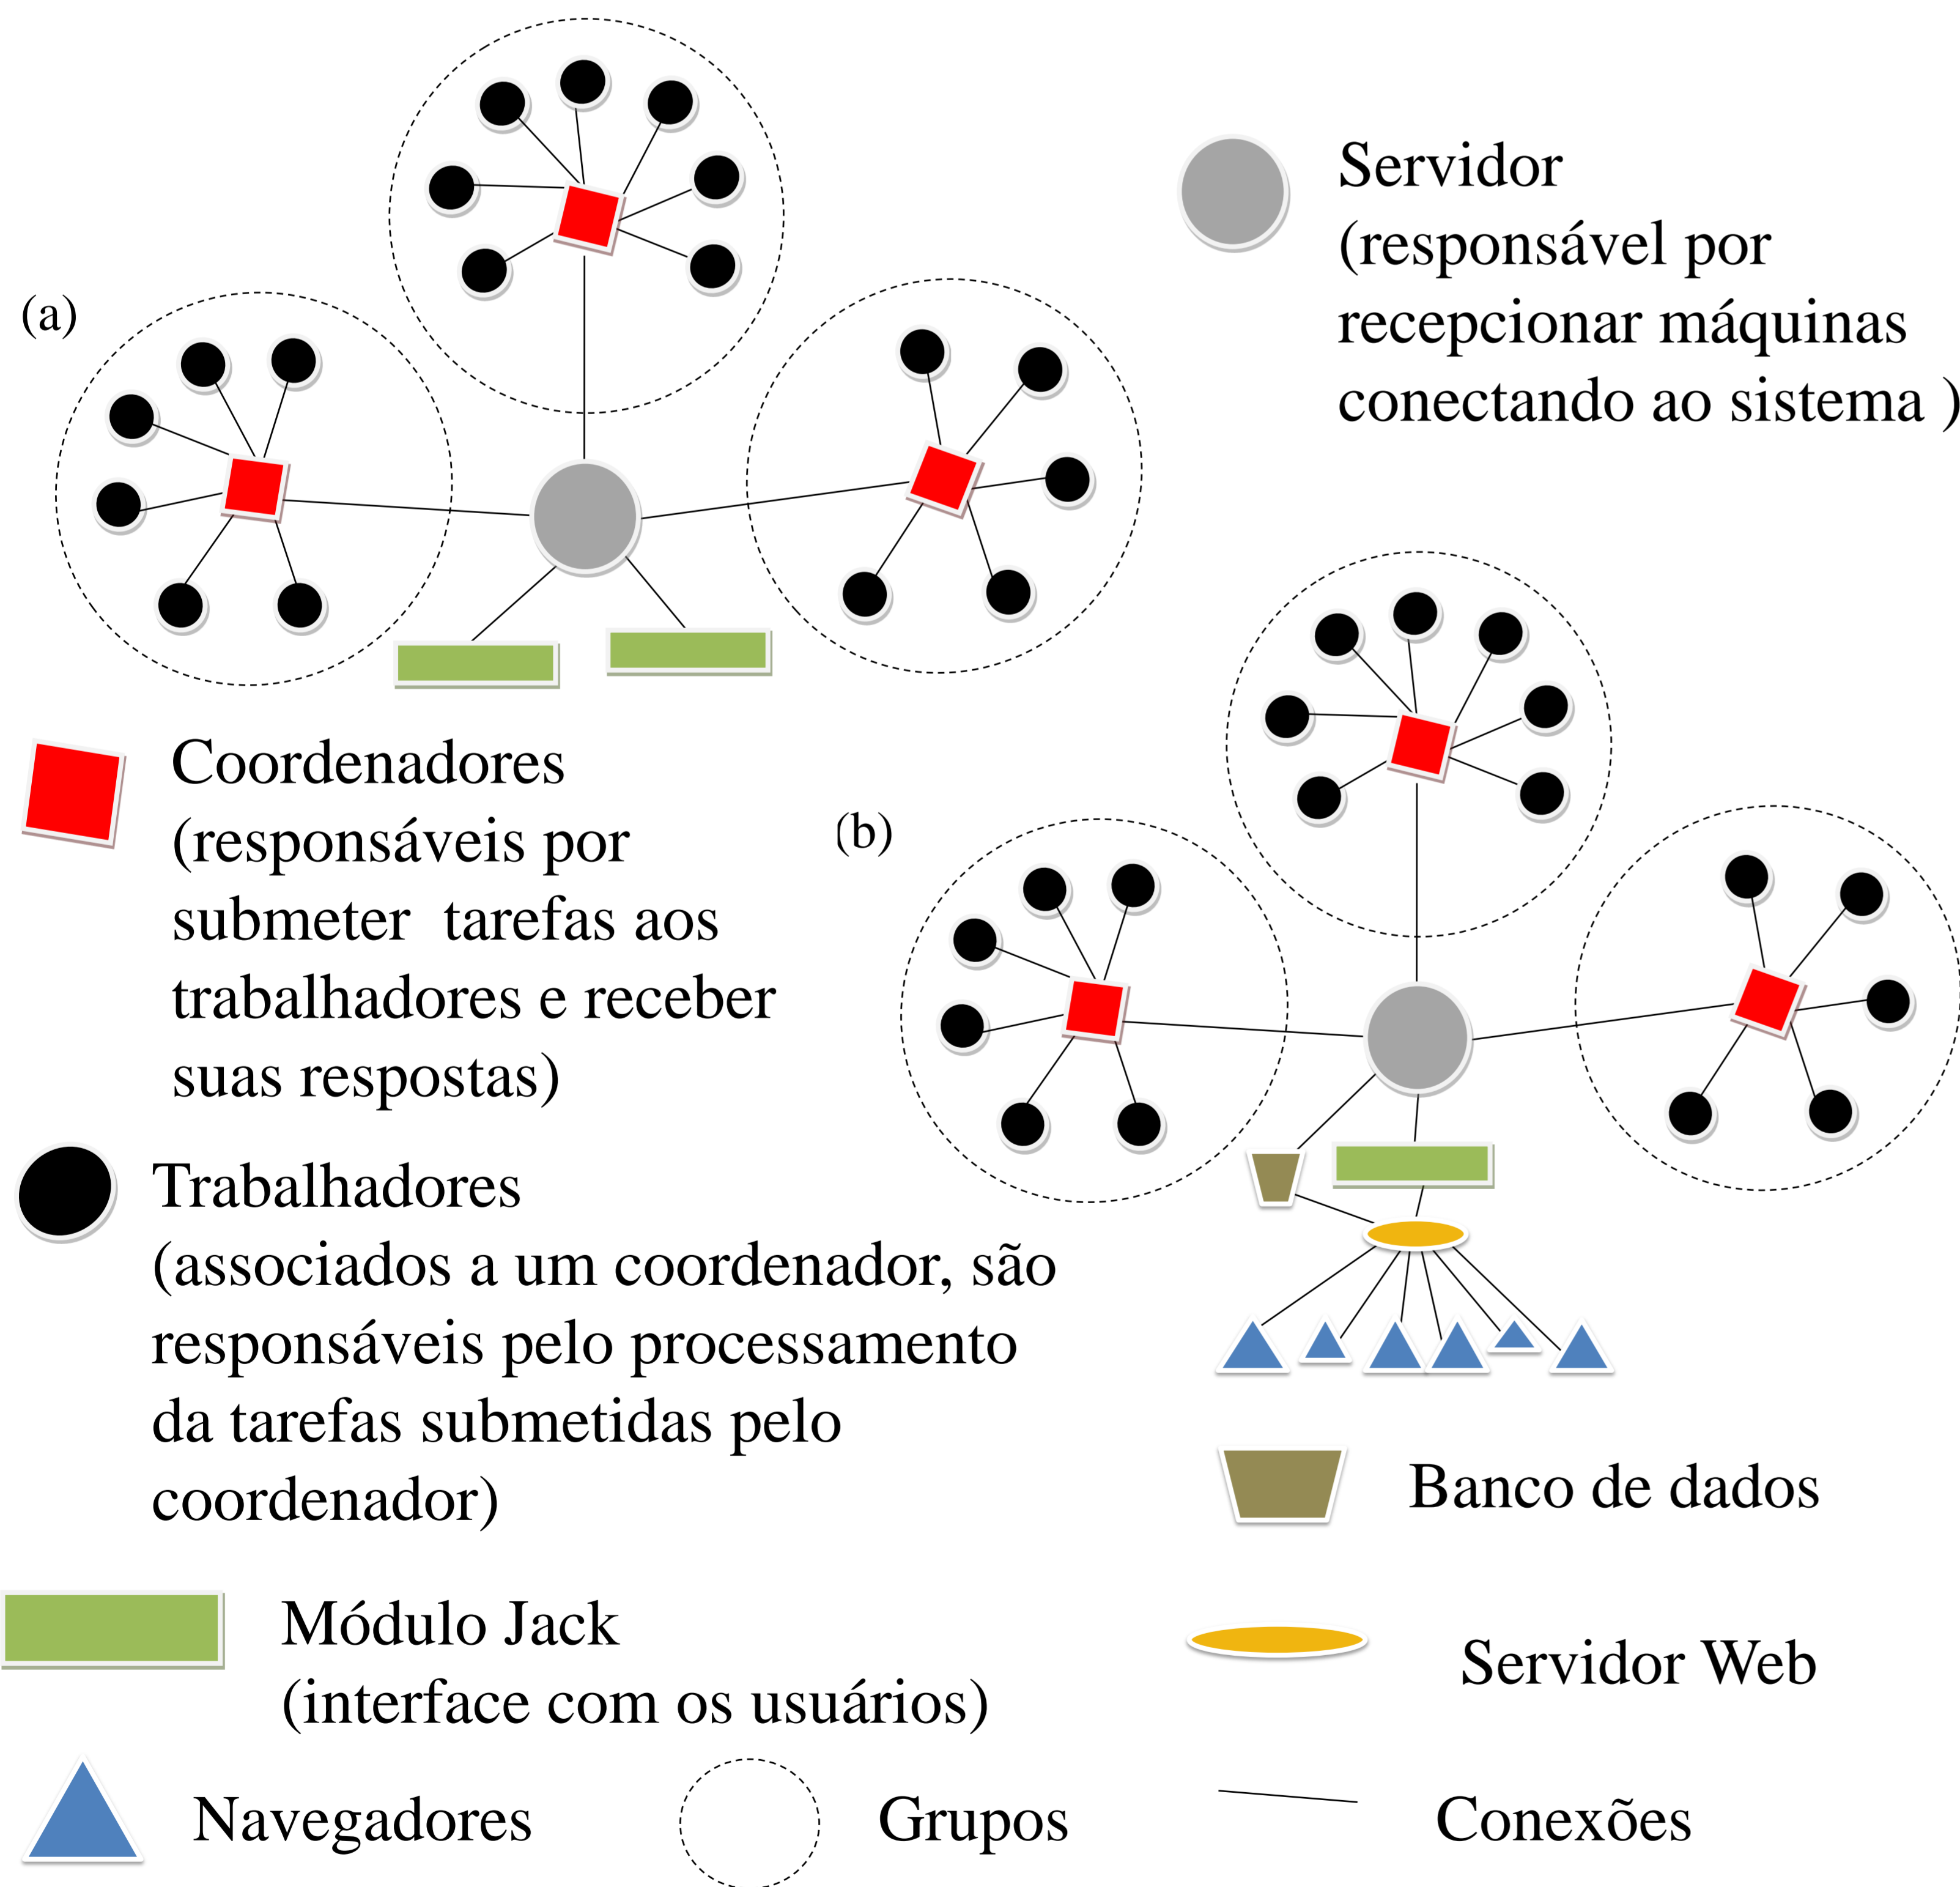 (a)
Servidor
(responsável por
recepcionar máquinas
conectando ao sistema )
Coordenadores
(responsáveis por
submeter  tarefas aos
trabalhadores e receber
suas respostas)
(b)
Trabalhadores
(associados a um coordenador, são
responsáveis pelo processamento
da tarefas submetidas pelo
coordenador)
Banco de dados
Módulo Jack
(interface com os usuários)
Servidor Web
Navegadores
Grupos
Conexões